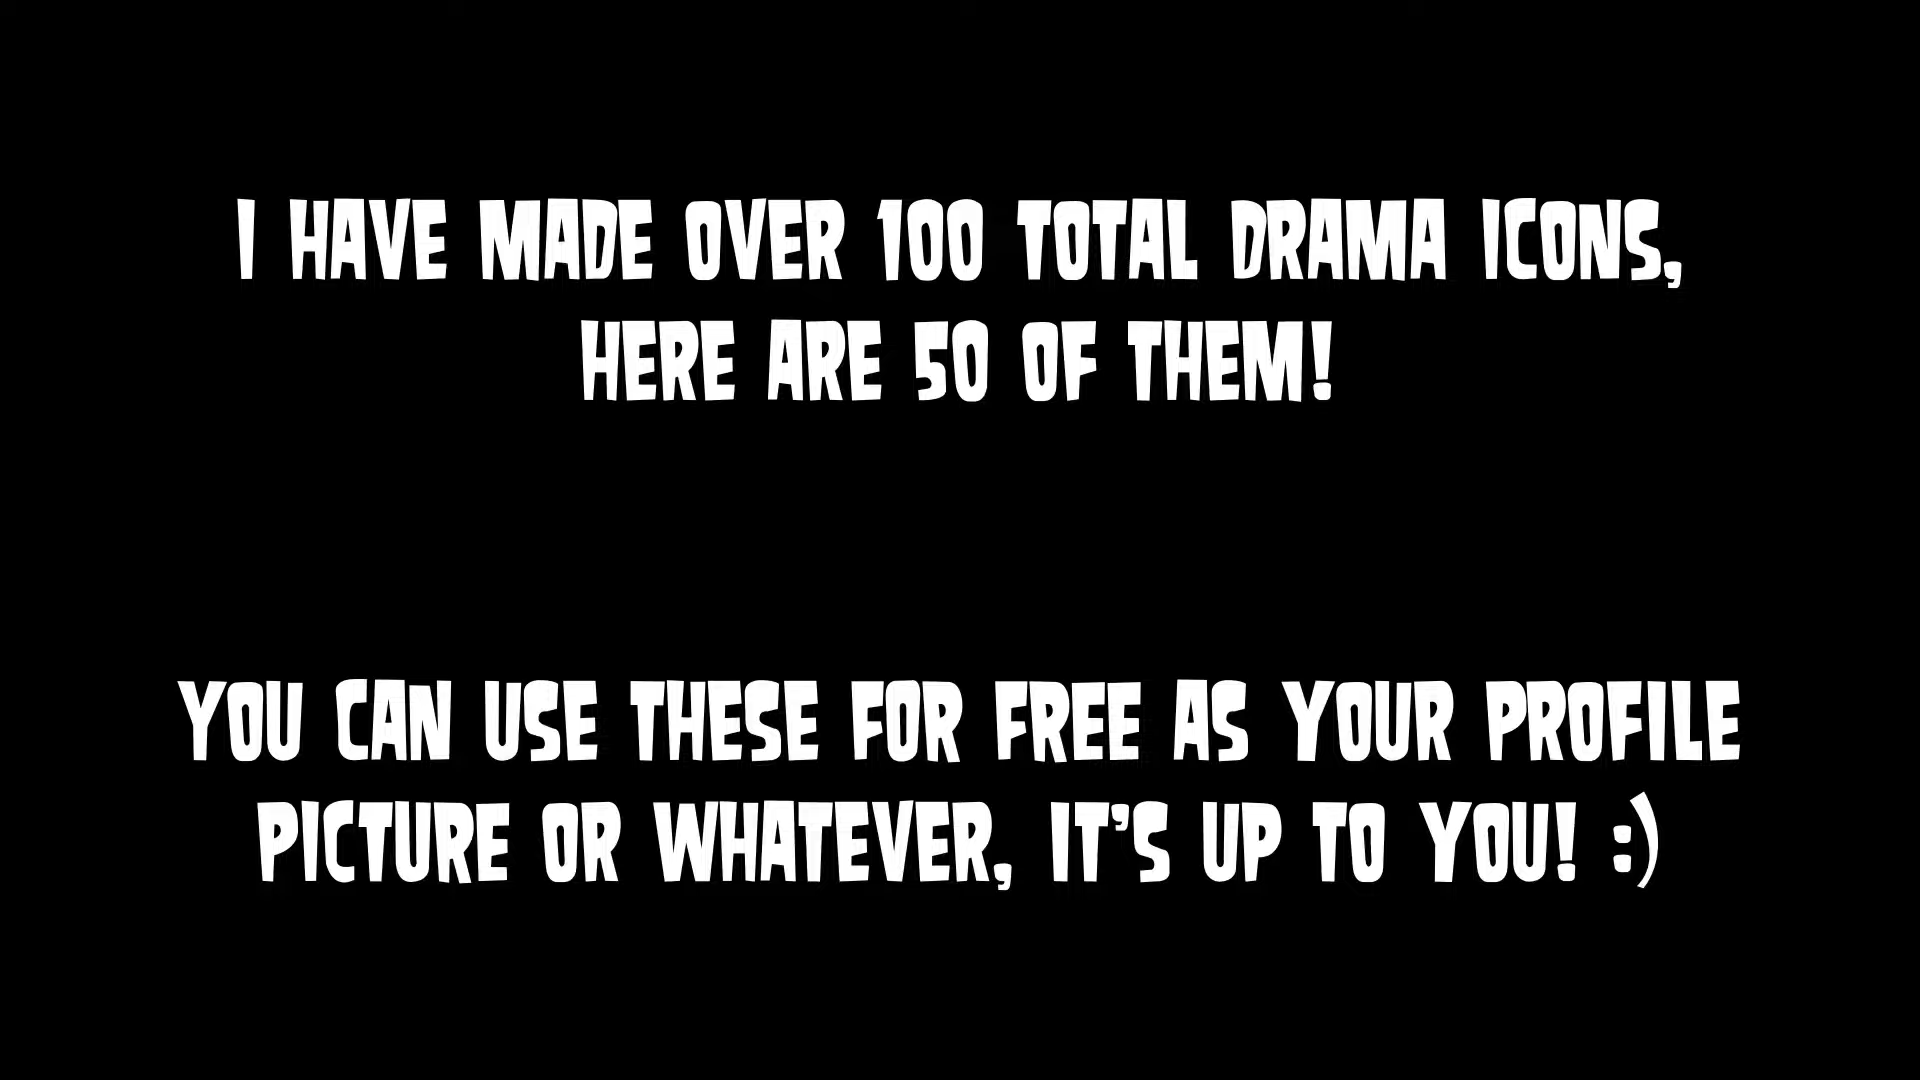 I HAVE MADE OVER 100 TOTAL DRAMA ICONS,
HERE ARE 50 OF THEM!
YOU CAN USE THESE FOR FREE AS YOUR PROFILE
PICTURE OR WHATEVER, IT'S UP TO YOU! :)